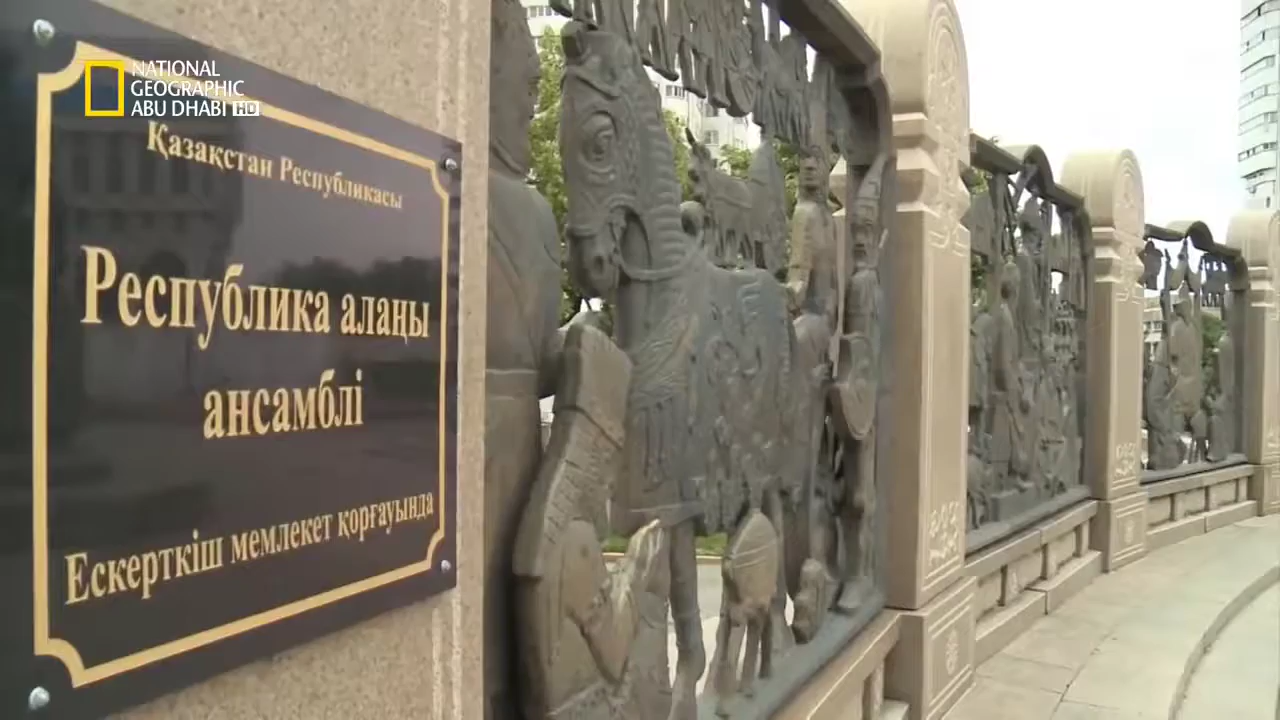 NATIONAL
GEOGRAPHIC
ABU DHABI HD
Қазақстан Республикасы
Республика алаңы
ансамблі
Ескерткіш мемлекет қорғауында